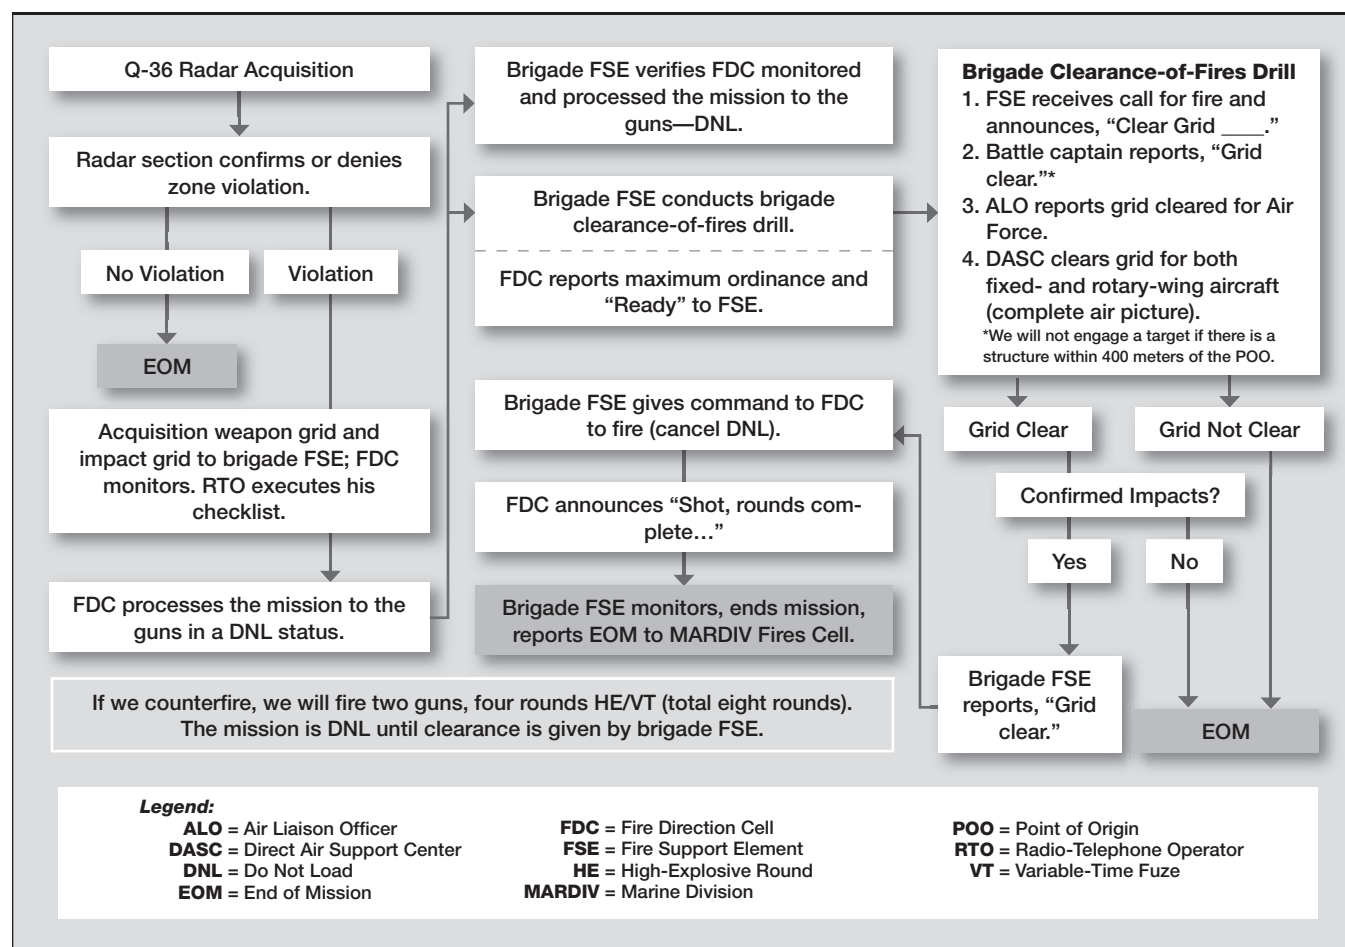 Q-36 Radar Acquisition
Radar section confirms or denies
zone violation.
No Violation
Violation
EOM
Acquisition weapon grid and
impact grid to brigade FSE; FDC
monitors. RTO executes his
checklist.
FDC processes the mission to the
guns in a DNL status.
Brigade FSE verifies FDC monitored
and processed the mission to the
guns—DNL.
Brigade FSE conducts brigade
clearance-of-fires drill.
FDC reports maximum ordinance and
“Ready” to FSE.
Brigade Clearance-of-Fires Drill
1. FSE receives call for fire and
announces, “Clear Grid ____.”
2. Battle captain reports, “Grid
clear.”*
3. ALO reports grid cleared for Air
Force.
4. DASC clears grid for both
fixed- and rotary-wing aircraft
(complete air picture).
*We will not engage a target if there is a
structure within 400 meters of the POO.
Grid Clear
Grid Not Clear
Confirmed Impacts?
Yes
No
Brigade FSE
reports, “Grid
clear.”
EOM
Brigade FSE gives command to FDC
to fire (cancel DNL).
FDC announces “Shot, rounds com-
plete…”
Brigade FSE monitors, ends mission,
reports EOM to MARDIV Fires Cell.
If we counterfire, we will fire two guns, four rounds HE/VT (total eight rounds).
The mission is DNL until clearance is given by brigade FSE.
Legend:
ALO = Air Liaison Officer
DASC = Direct Air Support Center
DNL = Do Not Load
EOM = End of Mission
FDC = Fire Direction Cell
FSE = Fire Support Element
HE = High-Explosive Round
MARDIV = Marine Division
POO = Point of Origin
RTO = Radio-Telephone Operator
VT = Variable-Time Fuze